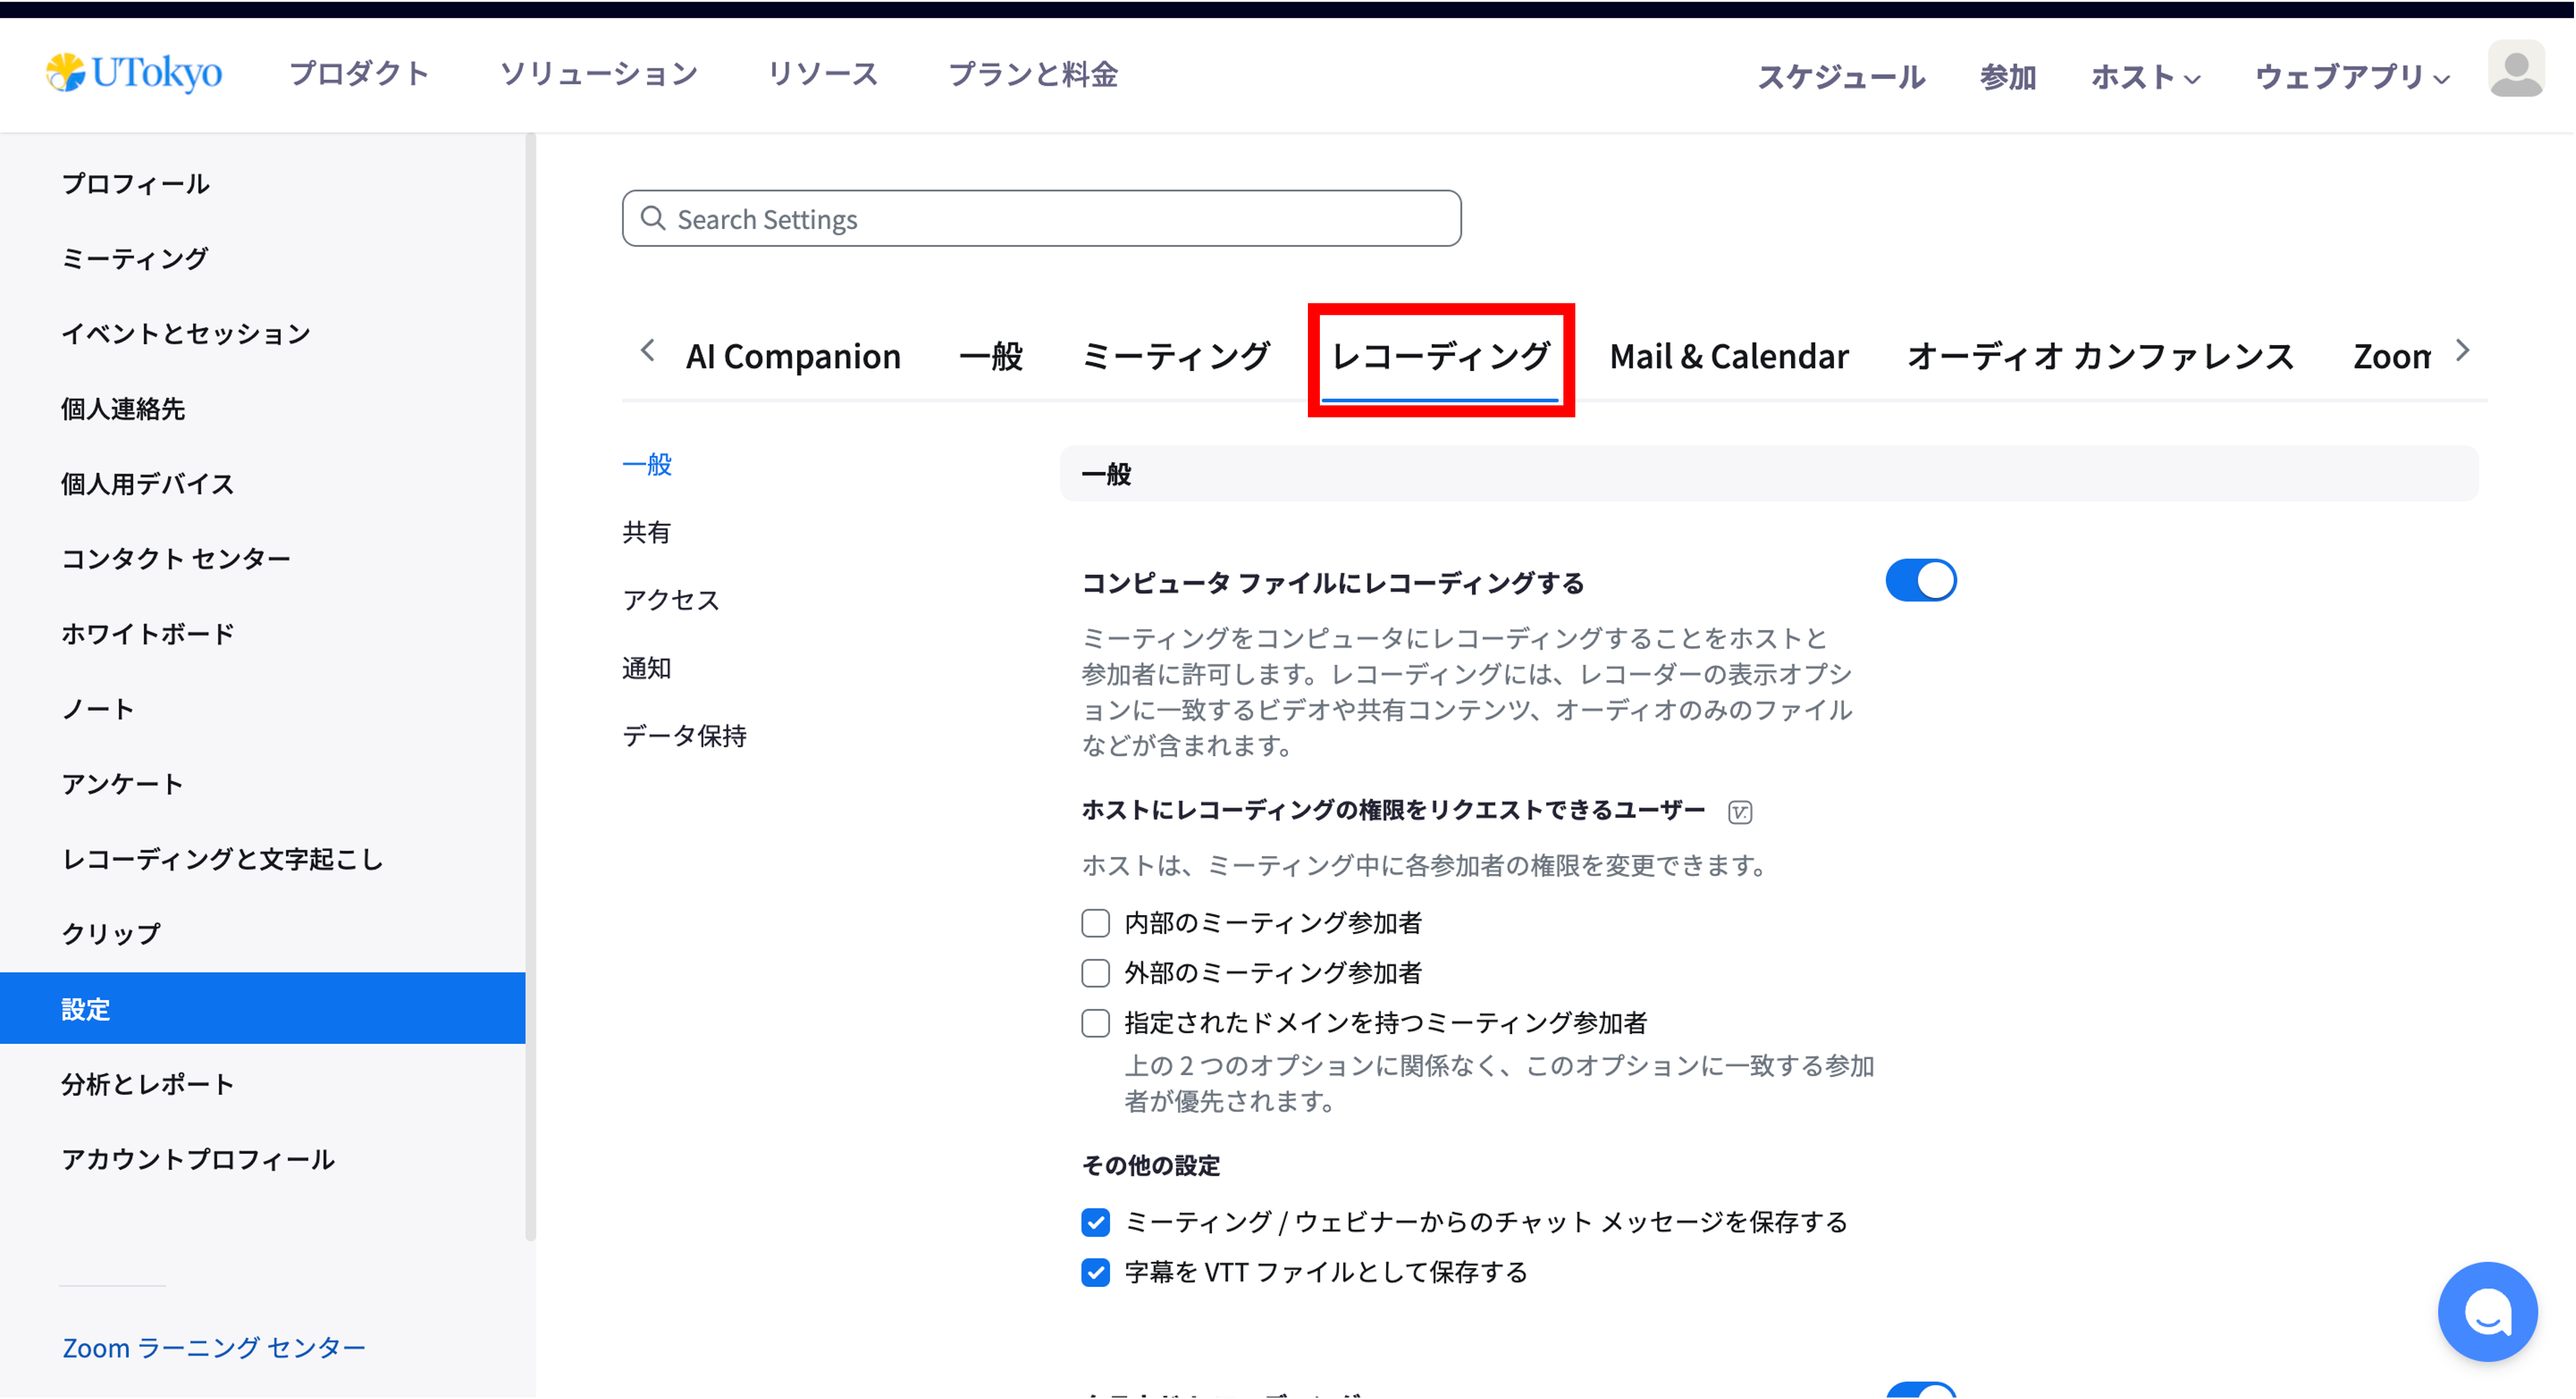 UTokyo
プロダクト
ソリューション
リソース
プランと料金
スケジュール
参加
ホスト
ウェブアプリ
プロフィール
ミーティング
イベントとセッション
個人連絡先
個人用デバイス
コンタクト センター
ホワイトボード
ノート
アンケート
レコーディングと文字起こし
クリップ
設定
分析とレポート
アカウントプロフィール
Zoom ラーニング センター
Search Settings
AI Companion
一般
ミーティング
レコーディング
Mail & Calendar
オーディオ カンファレンス
Zoom
一般
共有
アクセス
通知
データ保持
一般
コンピュータ ファイルにレコーディングする
ミーティングをコンピュータにレコーディングすることをホストと
参加者に許可します。レコーディングには、レコーダーの表示オプシ
ョンに一致するビデオや共有コンテンツ、オーディオのみのファイル
などが含まれます。
ホストにレコーディングの権限をリクエストできるユーザー
ホストは、ミーティング中に各参加者の権限を変更できます。
内部のミーティング参加者
外部のミーティング参加者
指定されたドメインを持つミーティング参加者
上の 2 つのオプションに関係なく、このオプションに一致する参加
者が優先されます。
その他の設定
ミーティング / ウェビナーからのチャット メッセージを保存する
字幕を VTT ファイルとして保存する